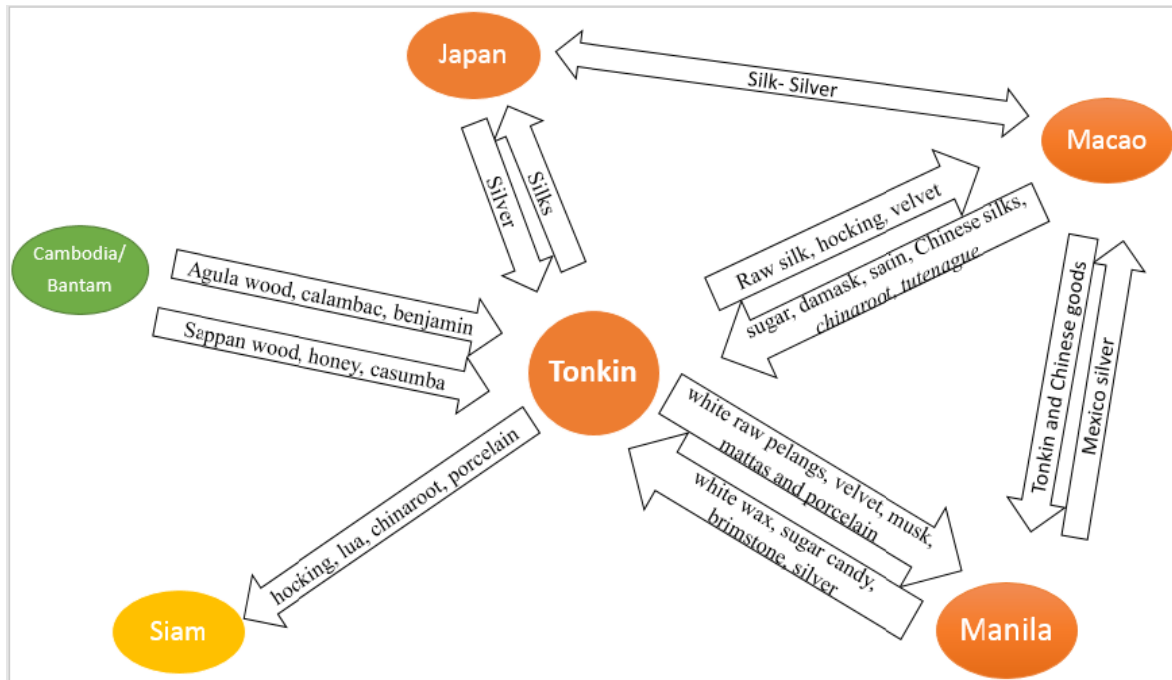 Japan
Silk- Silver
Macao
Silver
Silks
Raw silk, hocking, velvet
sugar, damask, satin, Chinese silks,
chinaroot, tutenague
Cambodia/
Bantam
Agula wood, calambac, benjamin
Sappan wood, honey, casumba
Tonkin
Tonkin and Chinese goods
Mexico silver
white raw pelangs, velvet, musk,
mattas and porcelain
white wax, sugar candy,
brimstone, silver
hocking, lua, chinaroot, porcelain
Siam
Manila